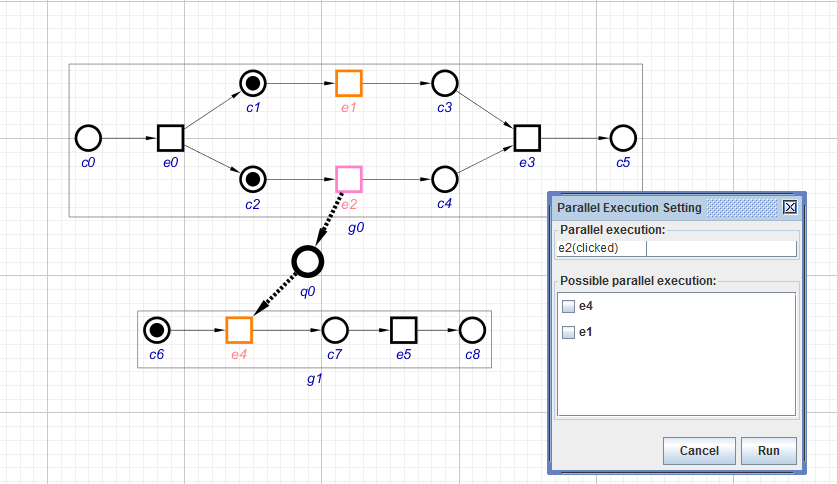 c1
e1
c3
c0
e0
e3
c5
c2
e2
c4
g0
q0
c6
e4
c7
e5
c8
g1
Parallel Execution Setting
Parallel execution:
e2(clicked)
Possible parallel execution:
e4
e1
Cancel Run